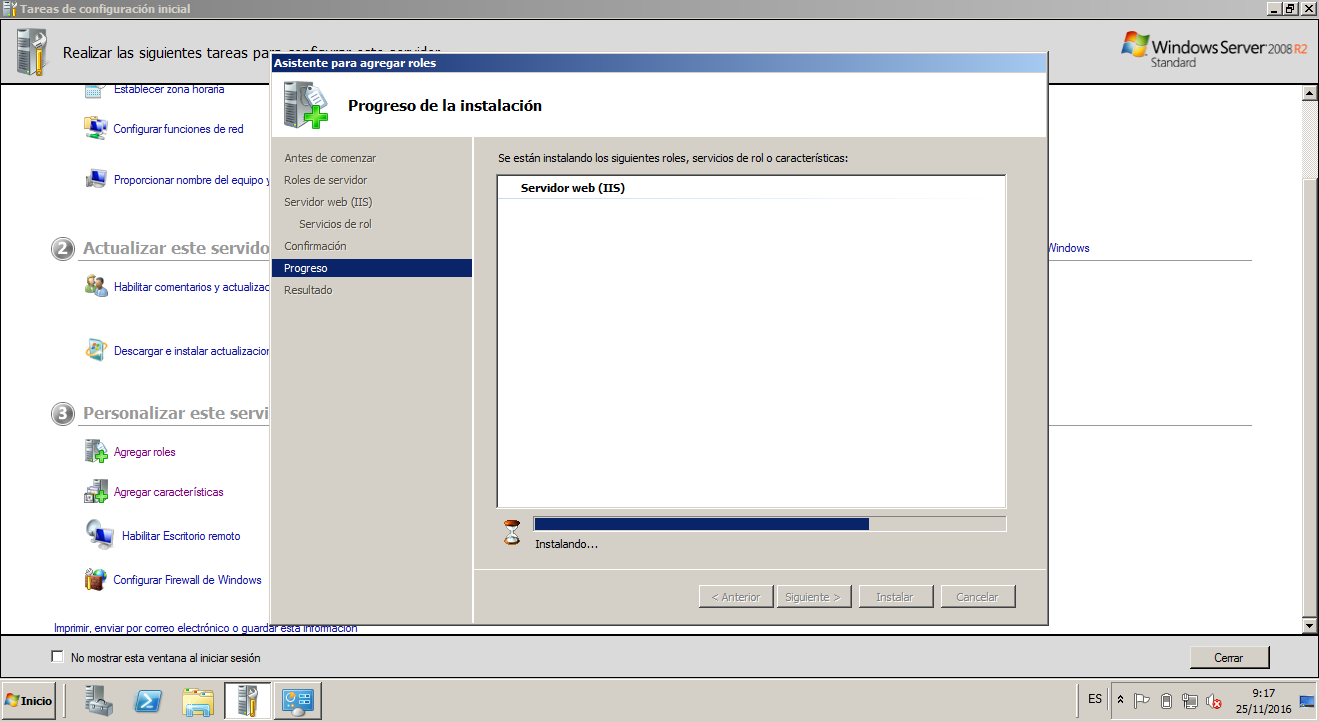 Tareas de configuración inicial
Realizar las siguientes tareas para configurar este servidor
Windows Server 2008 R2
Standard
Establecer zona horaria
Configurar funciones de red
Proporcionar nombre del equipo y
2 Actualizar este servido
Windows
Habilitar comentarios y actualizac
Descargar e instalar actualizacion
3 Personalizar este servi
Agregar roles
Agregar características
Habilitar Escritorio remoto
Configurar Firewall de Windows
Imprimir, enviar por correo electrónico o guardar esta información
Asistente para agregar roles
Progreso de la instalación
Antes de comenzar
Roles de servidor
Servidor web (IIS)
Servicios de rol
Confirmación
Progreso
Resultado
Se están instalando los siguientes roles, servicios de rol o características:
Servidor web (IIS)
Instalando...
< Anterior
Siguiente >
Instalar
Cancelar
No mostrar esta ventana al iniciar sesión
Cerrar
Inicio
ES
9:17
25/11/2016